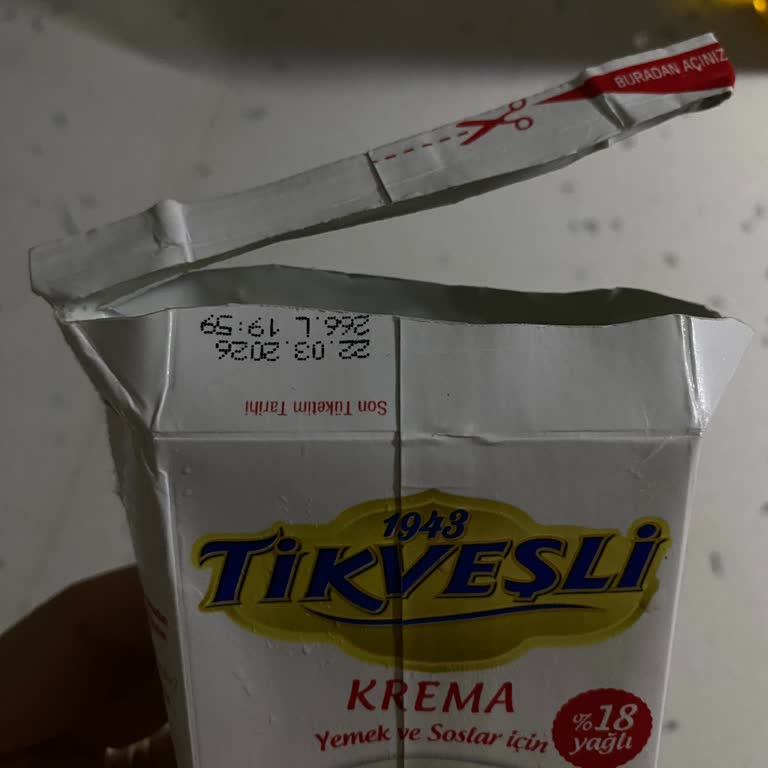 BURADAN AÇINIZ
22.03.2026
266.L 19:59
Son Tüketim Tarihi
1943
TİKVEŞLİ
KREMA
Yemek ve Soslar için
%18
yağlı